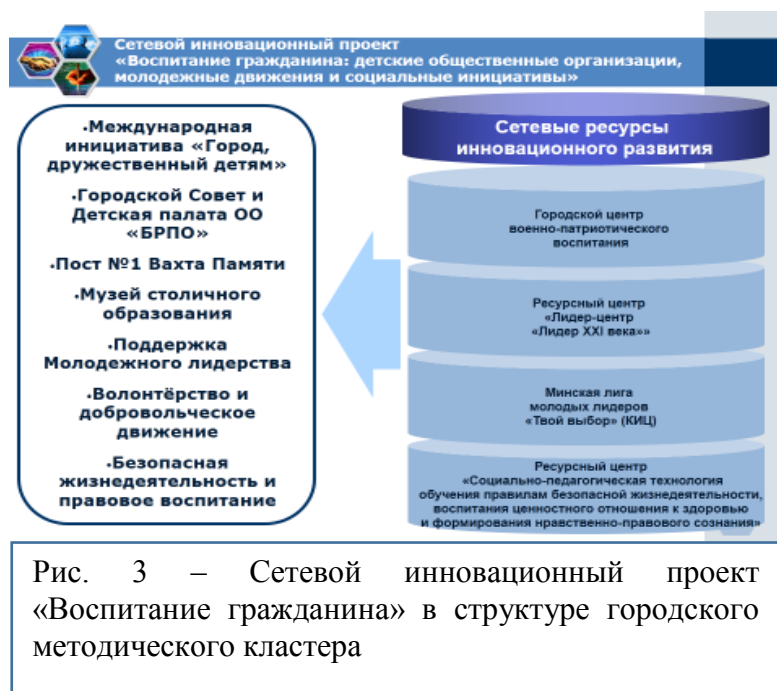 Сетевой инновационный проект
«Воспитание гражданина: детские общественные организации,
молодежные движения и социальные инициативы»
•Международная
инициатива «Город,
дружественный детям»
•Городской Совет и
Детская палата ОО
«БРПО»
•Пост №1 Вахта Памяти
•Музей столичного
образования
•Поддержка
Молодежного лидерства
•Волонтёрство и
добровольческое
движение
•Безопасная
жизнедеятельность и
правовое воспитание
Сетевые ресурсы
инновационного развития
Городской центр
военно-патриотического
воспитания
Ресурсный центр
«Лидер-центр
«Лидер XXI века»»
Минская лига
молодых лидеров
«Твой выбор» (КИЦ)
Ресурсный центр
«Социально-педагогическая технология
обучения правилам безопасной жизнедеятельности,
воспитания ценностного отношения к здоровью
и формирования нравственно-правового сознания»
Рис. 3 – Сетевой инновационный проект
«Воспитание гражданина» в структуре городского
методического кластера